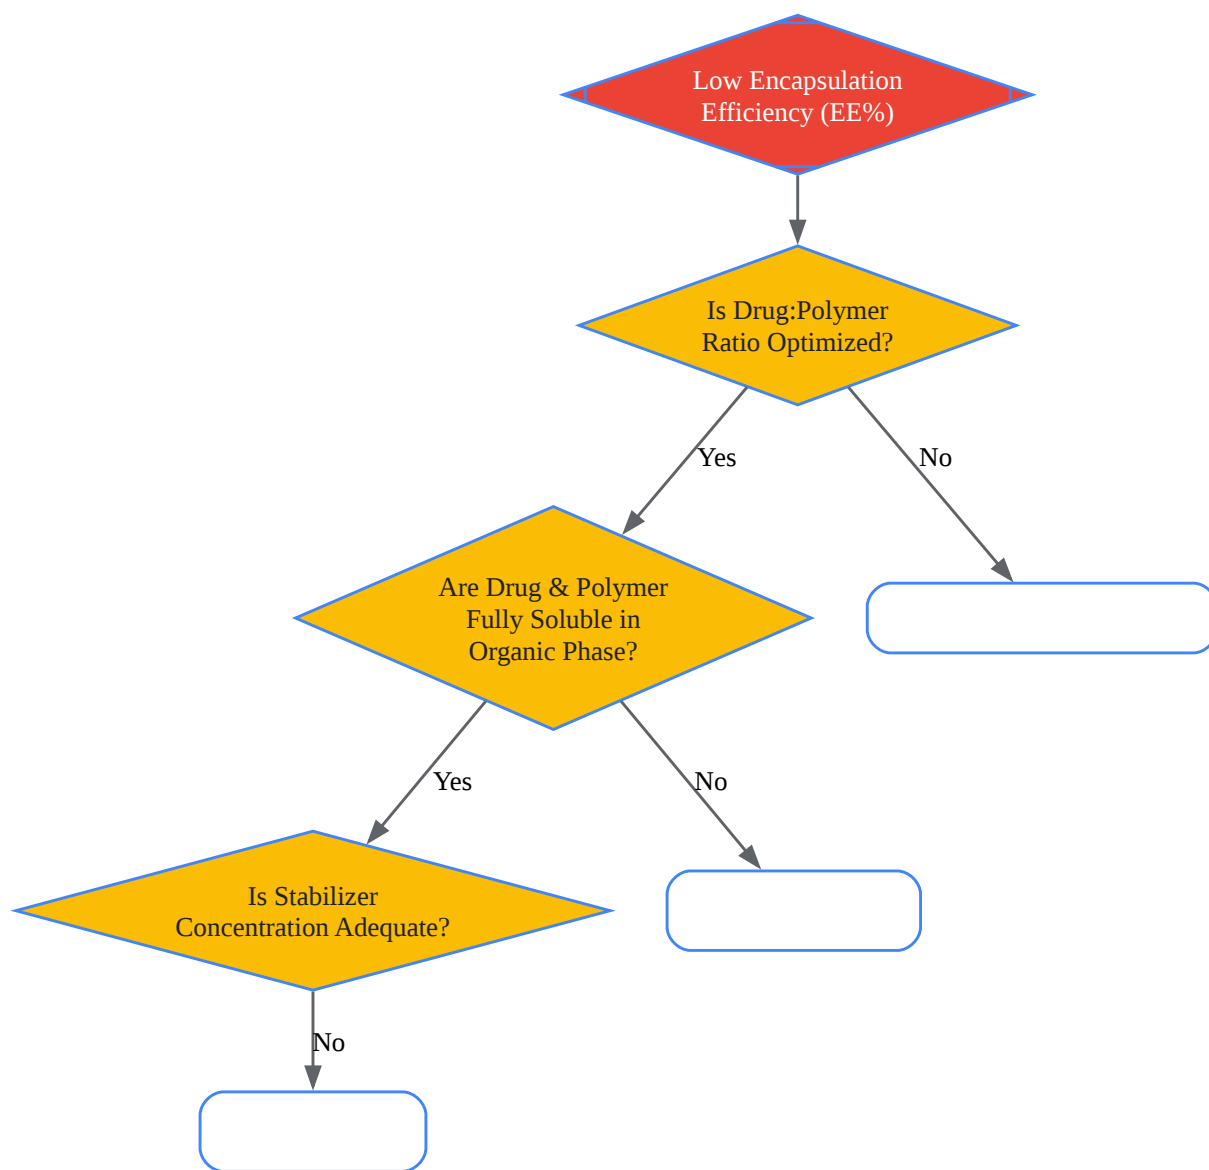 Low Encapsulation
Efficiency (EE%)
Is Drug:Polymer
Ratio Optimized?
Yes
No
Are Drug & Polymer
Fully Soluble in
Organic Phase?
Yes
No
Is Stabilizer
Concentration Adequate?
No